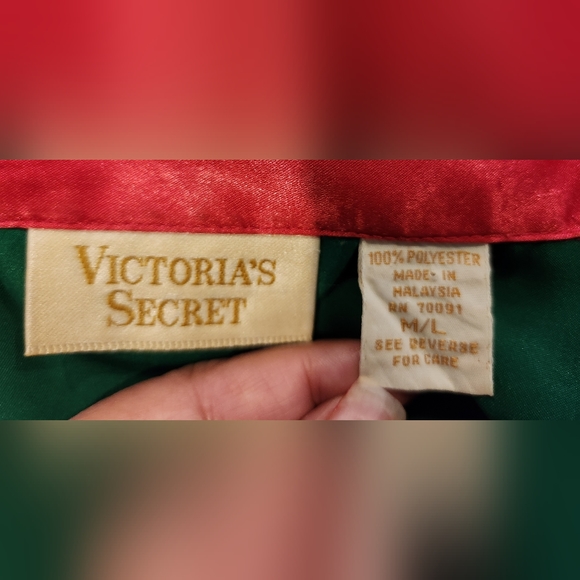 VICTORIA'S
SECRET
100% POLYESTER
MADE IN
MALAYSIA
RN 70091
M/L
SEE REVERSE
FOR CARE